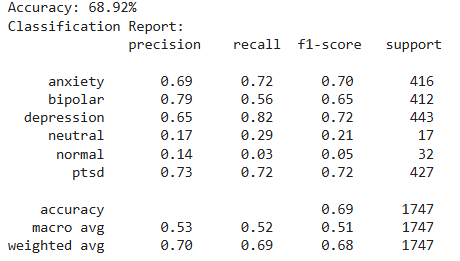 Accuracy: 68.92%
Classification Report:
precision recall f1-score support
anxiety 0.69 0.72 0.70 416
bipolar 0.79 0.56 0.65 412
depression 0.65 0.82 0.72 443
neutral 0.17 0.29 0.21 17
normal 0.14 0.03 0.05 32
ptsd 0.73 0.72 0.72 427
accuracy 0.69 1747
macro avg 0.53 0.52 0.51 1747
weighted avg 0.70 0.69 0.68 1747